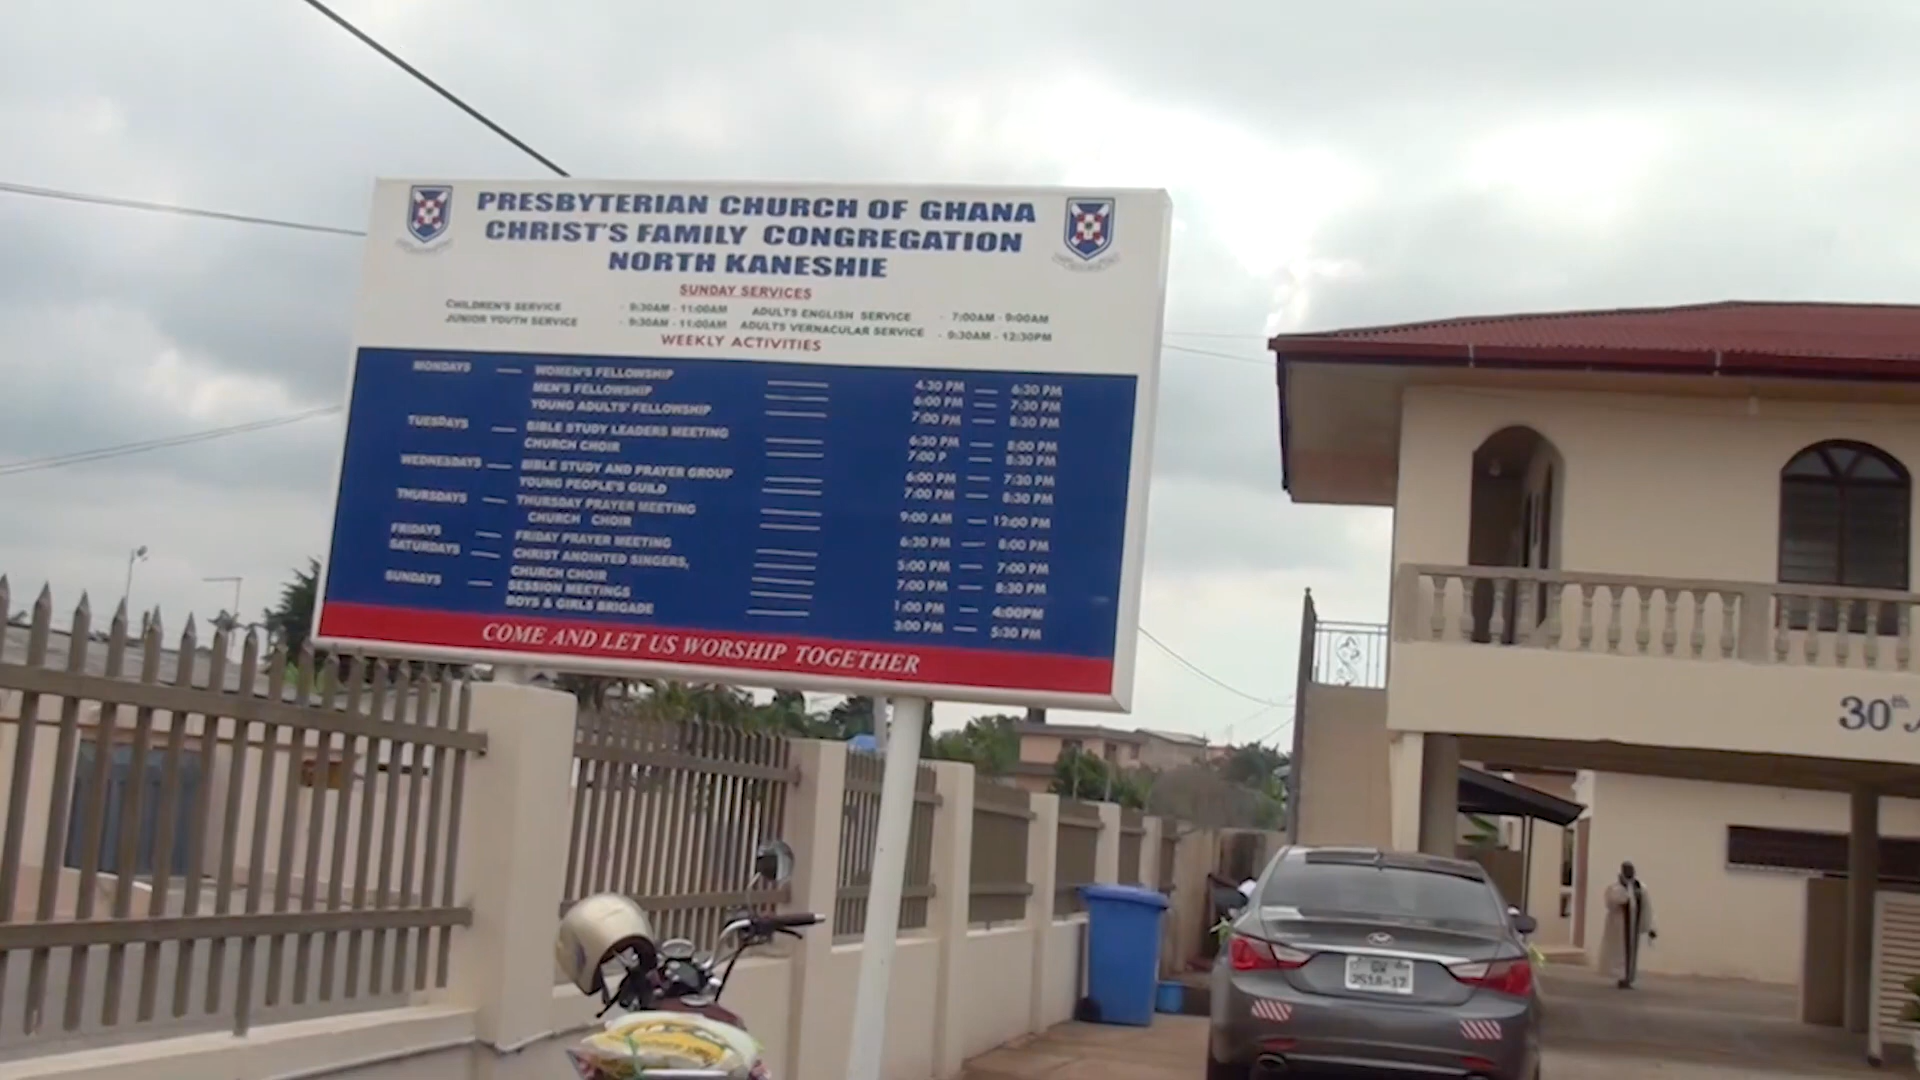 PRESBYTERIAN CHURCH OF GHANA
CHRIST'S FAMILY CONGREGATION
NORTH KANESHIE
SUNDAY SERVICES
CHILDREN'S SERVICE - 9:30AM - 11:00AM ADULTS ENGLISH SERVICE - 7:00AM - 9:00AM
JUNIOR YOUTH SERVICE - 9:30AM - 11:00AM ADULTS VERNACULAR SERVICE - 9:30AM - 12:30PM
WEEKLY ACTIVITIES
MONDAYS — WOMEN'S FELLOWSHIP — 4.30 PM — 6:30 PM
MEN'S FELLOWSHIP — 6:00 PM — 7:30 PM
YOUNG ADULTS' FELLOWSHIP — 7:00 PM — 8:30 PM
TUESDAYS — BIBLE STUDY LEADERS MEETING — 6:30 PM — 8:00 PM
CHURCH CHOIR — 7:00 P — 8:30 PM
WEDNESDAYS — BIBLE STUDY AND PRAYER GROUP — 6:00 PM — 7:30 PM
YOUNG PEOPLE'S GUILD — 7:00 PM — 8:30 PM
THURSDAYS — THURSDAY PRAYER MEETING — 9:00 AM — 12:00 PM
CHURCH CHOIR — 6:30 PM — 8:00 PM
FRIDAYS — FRIDAY PRAYER MEETING — 5:00 PM — 7:00 PM
SATURDAYS — CHRIST ANOINTED SINGERS,
CHURCH CHOIR — 7:00 PM — 8:30 PM
SUNDAYS — SESSION MEETINGS — 1:00 PM — 4:00PM
BOYS & GIRLS BRIGADE — 3:00 PM — 5:30 PM
COME AND LET US WORSHIP TOGETHER
30th
GW
2518-17